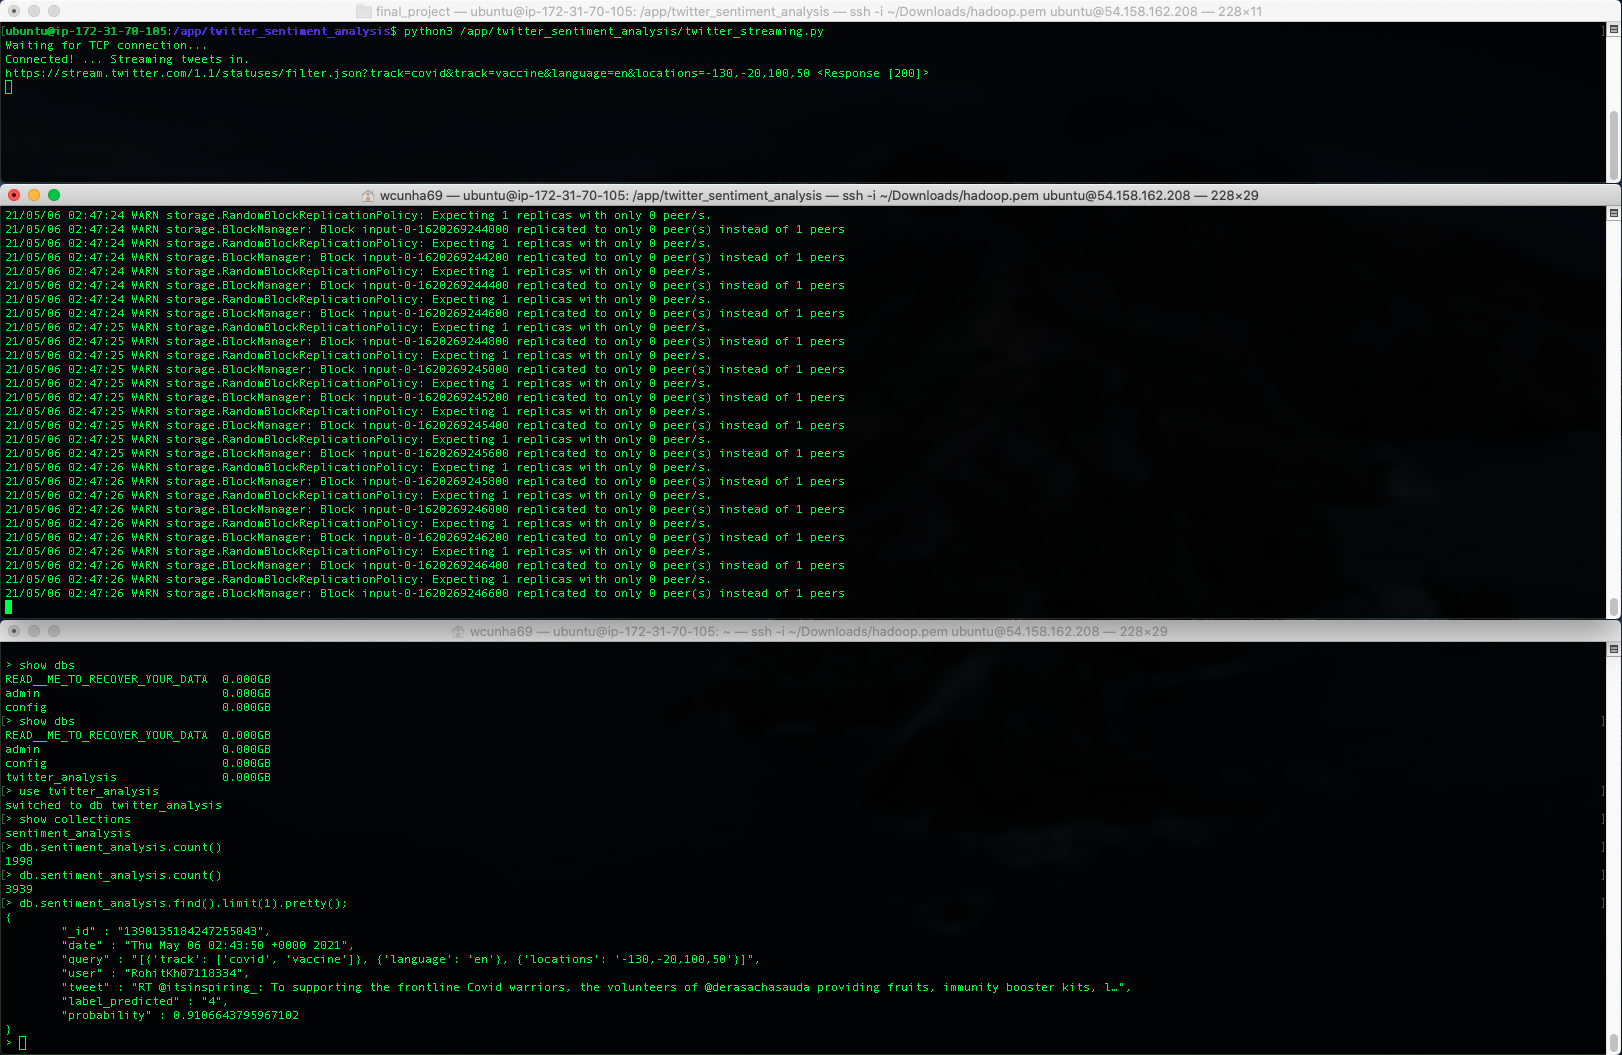 final_project — ubuntu@ip-172-31-70-105: /app/twitter_sentiment_analysis — ssh -i ~/Downloads/hadoop.pem ubuntu@54.158.162.208 — 228×11
[ubuntu@ip-172-31-70-105:/app/twitter_sentiment_analysis$ python3 /app/twitter_sentiment_analysis/twitter_streaming.py ]
Waiting for TCP connection...
Connected! ... Streaming tweets in.
https://stream.twitter.com/1.1/statuses/filter.json?track=covid&track=vaccine&language=en&locations=-130,-20,100,50 <Response [200]>
wcunha69 — ubuntu@ip-172-31-70-105: /app/twitter_sentiment_analysis — ssh -i ~/Downloads/hadoop.pem ubuntu@54.158.162.208 — 228×29
21/05/06 02:47:24 WARN storage.RandomBlockReplicationPolicy: Expecting 1 replicas with only 0 peer/s.
21/05/06 02:47:24 WARN storage.BlockManager: Block input-0-1620269244000 replicated to only 0 peer(s) instead of 1 peers
21/05/06 02:47:24 WARN storage.RandomBlockReplicationPolicy: Expecting 1 replicas with only 0 peer/s.
21/05/06 02:47:24 WARN storage.BlockManager: Block input-0-1620269244200 replicated to only 0 peer(s) instead of 1 peers
21/05/06 02:47:24 WARN storage.RandomBlockReplicationPolicy: Expecting 1 replicas with only 0 peer/s.
21/05/06 02:47:24 WARN storage.BlockManager: Block input-0-1620269244400 replicated to only 0 peer(s) instead of 1 peers
21/05/06 02:47:24 WARN storage.RandomBlockReplicationPolicy: Expecting 1 replicas with only 0 peer/s.
21/05/06 02:47:24 WARN storage.BlockManager: Block input-0-1620269244600 replicated to only 0 peer(s) instead of 1 peers
21/05/06 02:47:25 WARN storage.RandomBlockReplicationPolicy: Expecting 1 replicas with only 0 peer/s.
21/05/06 02:47:25 WARN storage.BlockManager: Block input-0-1620269244800 replicated to only 0 peer(s) instead of 1 peers
21/05/06 02:47:25 WARN storage.RandomBlockReplicationPolicy: Expecting 1 replicas with only 0 peer/s.
21/05/06 02:47:25 WARN storage.BlockManager: Block input-0-1620269245000 replicated to only 0 peer(s) instead of 1 peers
21/05/06 02:47:25 WARN storage.RandomBlockReplicationPolicy: Expecting 1 replicas with only 0 peer/s.
21/05/06 02:47:25 WARN storage.BlockManager: Block input-0-1620269245200 replicated to only 0 peer(s) instead of 1 peers
21/05/06 02:47:25 WARN storage.RandomBlockReplicationPolicy: Expecting 1 replicas with only 0 peer/s.
21/05/06 02:47:25 WARN storage.BlockManager: Block input-0-1620269245400 replicated to only 0 peer(s) instead of 1 peers
21/05/06 02:47:25 WARN storage.RandomBlockReplicationPolicy: Expecting 1 replicas with only 0 peer/s.
21/05/06 02:47:25 WARN storage.BlockManager: Block input-0-1620269245600 replicated to only 0 peer(s) instead of 1 peers
21/05/06 02:47:26 WARN storage.RandomBlockReplicationPolicy: Expecting 1 replicas with only 0 peer/s.
21/05/06 02:47:26 WARN storage.BlockManager: Block input-0-1620269245800 replicated to only 0 peer(s) instead of 1 peers
21/05/06 02:47:26 WARN storage.RandomBlockReplicationPolicy: Expecting 1 replicas with only 0 peer/s.
21/05/06 02:47:26 WARN storage.BlockManager: Block input-0-1620269246000 replicated to only 0 peer(s) instead of 1 peers
21/05/06 02:47:26 WARN storage.RandomBlockReplicationPolicy: Expecting 1 replicas with only 0 peer/s.
21/05/06 02:47:26 WARN storage.BlockManager: Block input-0-1620269246200 replicated to only 0 peer(s) instead of 1 peers
21/05/06 02:47:26 WARN storage.RandomBlockReplicationPolicy: Expecting 1 replicas with only 0 peer/s.
21/05/06 02:47:26 WARN storage.BlockManager: Block input-0-1620269246400 replicated to only 0 peer(s) instead of 1 peers
21/05/06 02:47:26 WARN storage.RandomBlockReplicationPolicy: Expecting 1 replicas with only 0 peer/s.
21/05/06 02:47:26 WARN storage.BlockManager: Block input-0-1620269246600 replicated to only 0 peer(s) instead of 1 peers
wcunha69 — ubuntu@ip-172-31-70-105: ~ — ssh -i ~/Downloads/hadoop.pem ubuntu@54.158.162.208 — 228×29
> show dbs
READ__ME_TO_RECOVER_YOUR_DATA 0.000GB
admin 0.000GB
config 0.000GB
[> show dbs ]
READ__ME_TO_RECOVER_YOUR_DATA 0.000GB
admin 0.000GB
config 0.000GB
twitter_analysis 0.000GB
[> use twitter_analysis ]
switched to db twitter_analysis
[> show collections ]
sentiment_analysis
[> db.sentiment_analysis.count() ]
1998
[> db.sentiment_analysis.count() ]
3939
[> db.sentiment_analysis.find().limit(1).pretty(); ]
{
"_id" : "1390135184247255043",
"date" : "Thu May 06 02:43:50 +0000 2021",
"query" : "[{'track': ['covid', 'vaccine']}, {'language': 'en'}, {'locations': '-130,-20,100,50'}]",
"user" : "RohitKh07118334",
"tweet" : "RT @itsinspiring_: To supporting the frontline Covid warriors, the volunteers of @derasachasauda providing fruits, immunity booster kits, l…",
"label_predicted" : "4",
"probability" : 0.9106643795967102
}
>